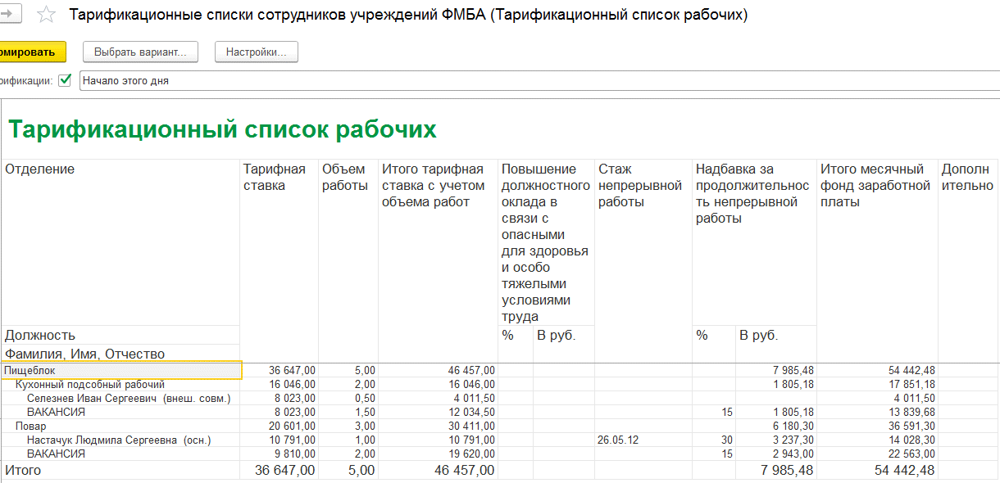 Тарификационные списки сотрудников учреждений ФМБА (Тарификационный список рабочих)
рмировать Выбрать вариант... Настройки...
рификации: Начало этого дня
Тарификационный список рабочих
Отделение Тарифная Объем Итого тарифная Повышение Стаж Надбавка за Итого месячный Дополн
ставка работы ставка с учетом должностного непрерывной продолжительнос фонд заработной ительно
объема работ оклада в работы ть непрерывной платы
связи с работы
опасными
для здоровья
и особо
тяжелыми
условиями
труда
Должность % В руб. % В руб.
Фамилия, Имя, Отчество
Пищеблок 36 647,00 5,00 46 457,00 7 985,48 54 442,48
Кухонный подсобный рабочий 16 046,00 2,00 16 046,00 1 805,18 17 851,18
Селезнев Иван Сергеевич (внеш. совм.) 8 023,00 0,50 4 011,50 4 011,50
ВАКАНСИЯ 8 023,00 1,50 12 034,50 15 1 805,18 13 839,68
Повар 20 601,00 3,00 30 411,00 6 180,30 36 591,30
Настачук Людмила Сергеевна (осн.) 10 791,00 1,00 10 791,00 26.05.12 30 3 237,30 14 028,30
ВАКАНСИЯ 9 810,00 2,00 19 620,00 15 2 943,00 22 563,00
Итого 36 647,00 5,00 46 457,00 7 985,48 54 442,48